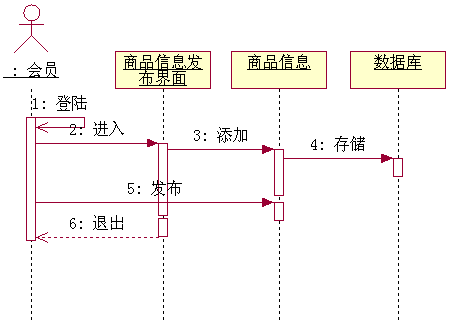 : 会员
商品信息发
布界面
商品信息
数据库
1: 登陆
2: 进入
3: 添加
4: 存储
5: 发布
6: 退出